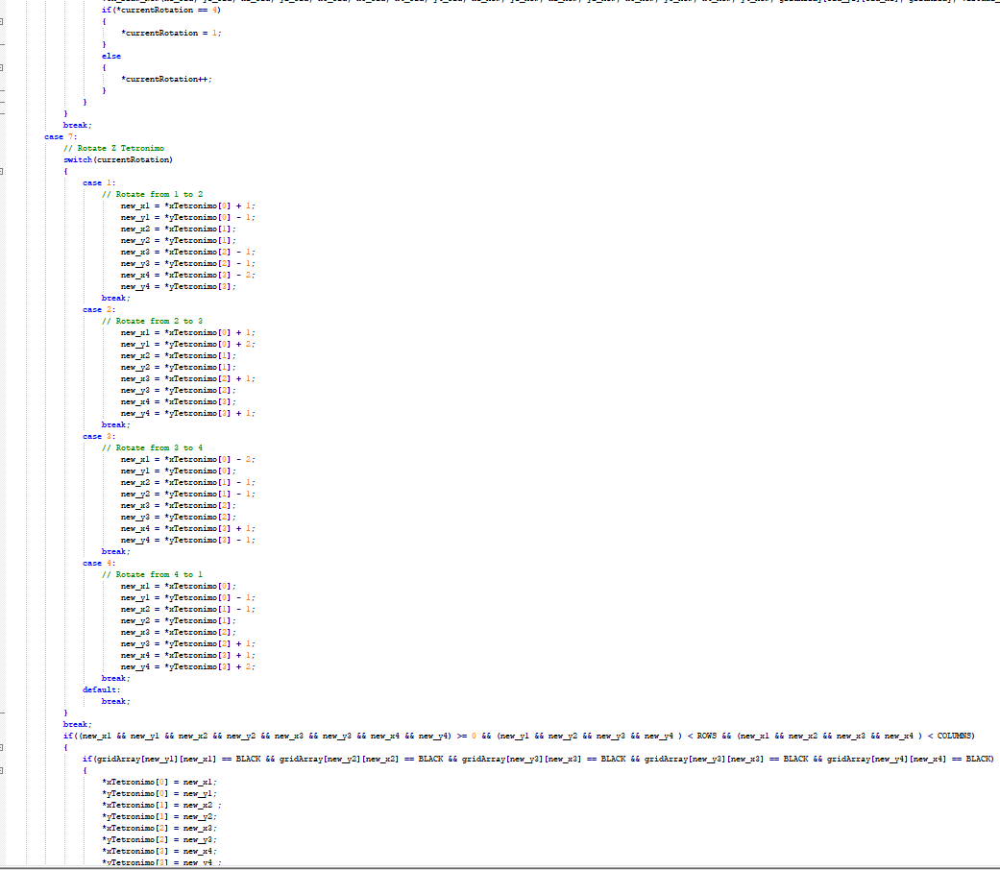 if(*currentRotation == 4)
{
*currentRotation = 1;
}
else
{
*currentRotation++;
}
}
}
break;
case 7:
// Rotate Z Tetronimo
switch(currentRotation)
{
case 1:
// Rotate from 1 to 2
new_x1 = *xTetronimo[0] + 1;
new_y1 = *yTetronimo[0] - 1;
new_x2 = *xTetronimo[1];
new_y2 = *yTetronimo[1];
new_x3 = *xTetronimo[2] - 1;
new_y3 = *yTetronimo[2] - 1;
new_x4 = *xTetronimo[3] - 2;
new_y4 = *yTetronimo[3];
break;
case 2:
// Rotate from 2 to 3
new_x1 = *xTetronimo[0] + 1;
new_y1 = *yTetronimo[0] + 2;
new_x2 = *xTetronimo[1];
new_y2 = *yTetronimo[1];
new_x3 = *xTetronimo[2] + 1;
new_y3 = *yTetronimo[2];
new_x4 = *xTetronimo[3];
new_y4 = *yTetronimo[3] + 1;
break;
case 3:
// Rotate from 3 to 4
new_x1 = *xTetronimo[0] - 2;
new_y1 = *yTetronimo[0];
new_x2 = *xTetronimo[1] - 1;
new_y2 = *yTetronimo[1] - 1;
new_x3 = *xTetronimo[2];
new_y3 = *yTetronimo[2];
new_x4 = *xTetronimo[3] + 1;
new_y4 = *yTetronimo[3] - 1;
break;
case 4:
// Rotate from 4 to 1
new_x1 = *xTetronimo[0];
new_y1 = *yTetronimo[0] - 1;
new_x2 = *xTetronimo[1] - 1;
new_y2 = *yTetronimo[1];
new_x3 = *xTetronimo[2];
new_y3 = *yTetronimo[2] + 1;
new_x4 = *xTetronimo[3] + 1;
new_y4 = *yTetronimo[3] + 2;
break;
default:
break;
}
break;
if((new_x1 && new_y1 && new_x2 && new_y2 && new_x3 && new_y3 && new_x4 && new_y4) >= 0 && (new_y1 && new_y2 && new_y3 && new_y4 ) < ROWS && (new_x1 && new_x2 && new_x3 && new_x4 ) < COLUMNS)
{
if(gridArray[new_y1][new_x1] == BLACK && gridArray[new_y2][new_x2] == BLACK && gridArray[new_y3][new_x3] == BLACK && gridArray[new_y3][new_x3] == BLACK && gridArray[new_y4][new_x4] == BLACK)
{
*xTetronimo[0] = new_x1;
*yTetronimo[0] = new_y1;
*xTetronimo[1] = new_x2 ;
*yTetronimo[1] = new_y2;
*xTetronimo[2] = new_x3;
*yTetronimo[2] = new_y3;
*xTetronimo[3] = new_x4;
*yTetronimo[3] = new_y4 ;